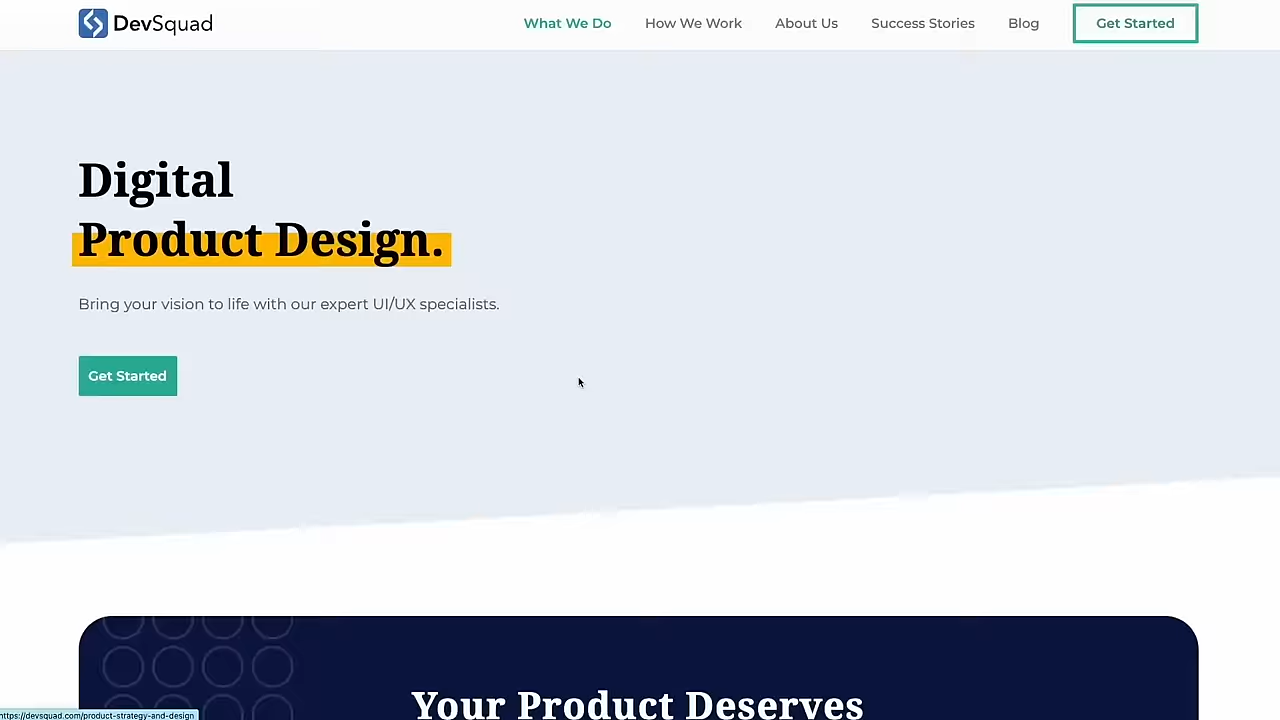 DevSquad
What We Do
How We Work
About Us
Success Stories
Blog
Get Started
Digital
Product Design.
Bring your vision to life with our expert UI/UX specialists.
Get Started
Your Product Deserves
https://devsquad.com/product-strategy-and-design